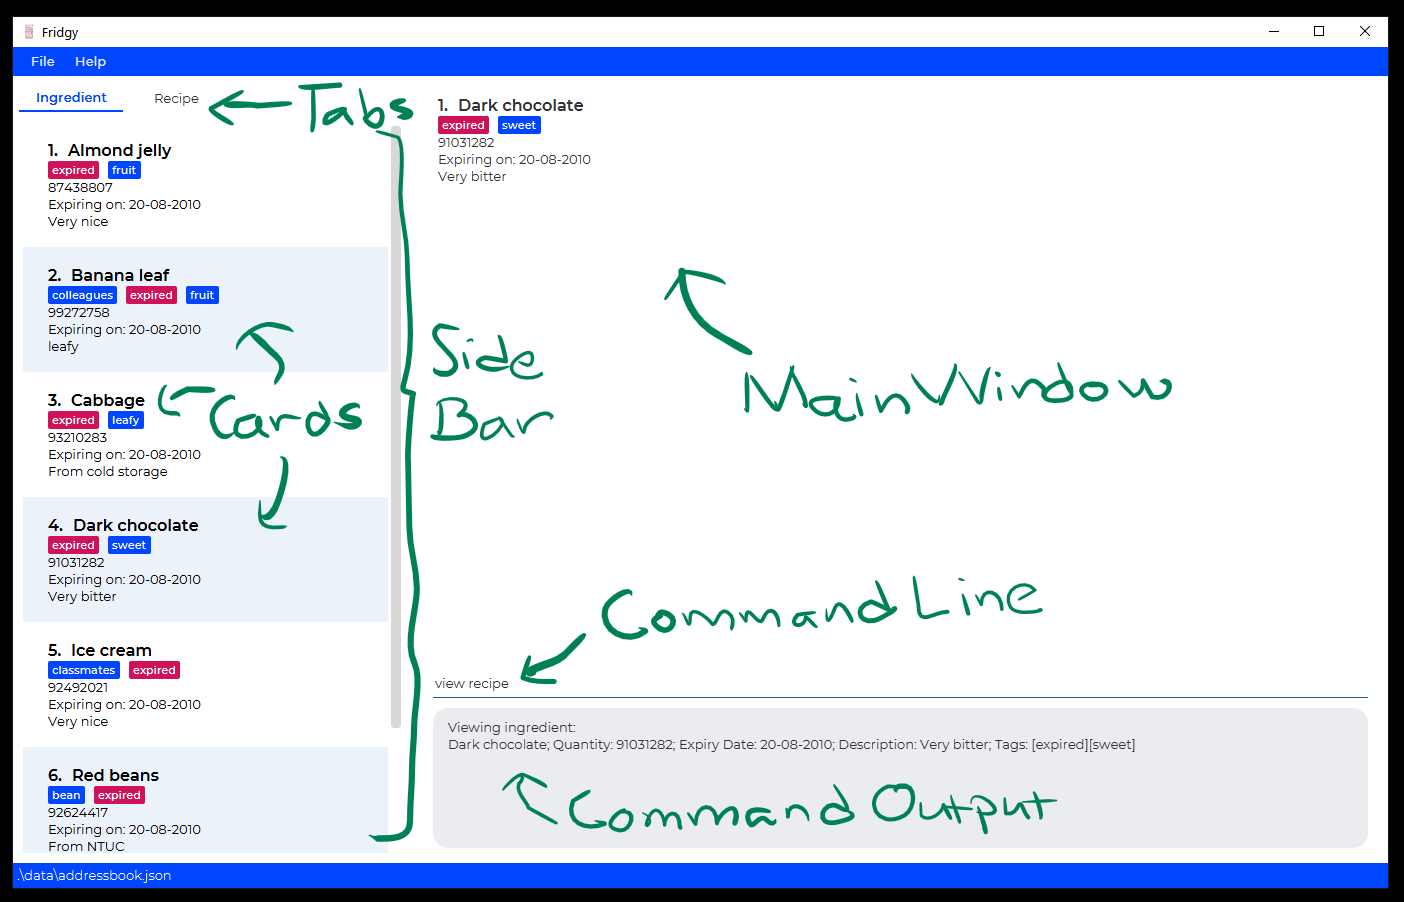 Fridgy
File Help
Ingredient Recipe
Tabs
1. Almond jelly
expired fruit
87438807
Expiring on: 20-08-2010
Very nice
2. Banana leaf
colleagues expired fruit
99272758
Expiring on: 20-08-2010
leafy
3. Cabbage
expired leafy
93210283
Expiring on: 20-08-2010
From cold storage
Cards
4. Dark chocolate
expired sweet
91031282
Expiring on: 20-08-2010
Very bitter
5. Ice cream
classmates expired
92492021
Expiring on: 20-08-2010
Very nice
6. Red beans
bean expired
92624417
Expiring on: 20-08-2010
From NTUC
Side
Bar
1. Dark chocolate
expired sweet
91031282
Expiring on: 20-08-2010
Very bitter
MainWindow
CommandLine
view recipe
Viewing ingredient:
Dark chocolate; Quantity: 91031282; Expiry Date: 20-08-2010; Description: Very bitter; Tags: [expired][sweet]
CommandOutput
.\data\addressbook.json